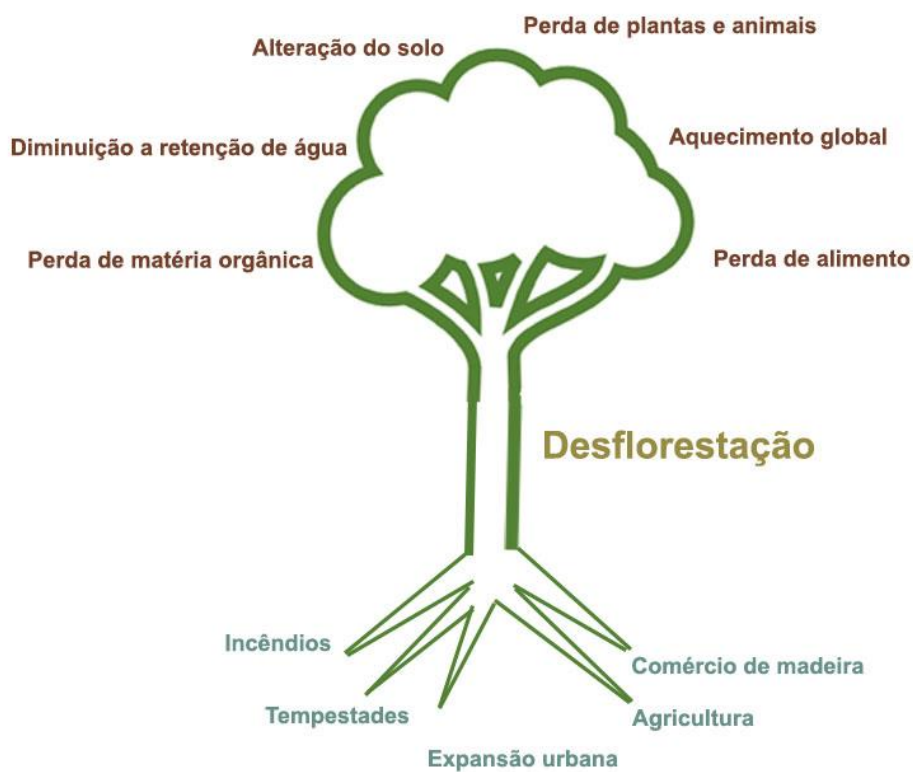 Perda de plantas e animais
Alteração do solo
Diminuição a retenção de água
Aquecimento global
Perda de matéria orgânica
Perda de alimento
Desflorestação
Incêndios
Comércio de madeira
Tempestades
Agricultura
Expansão urbana